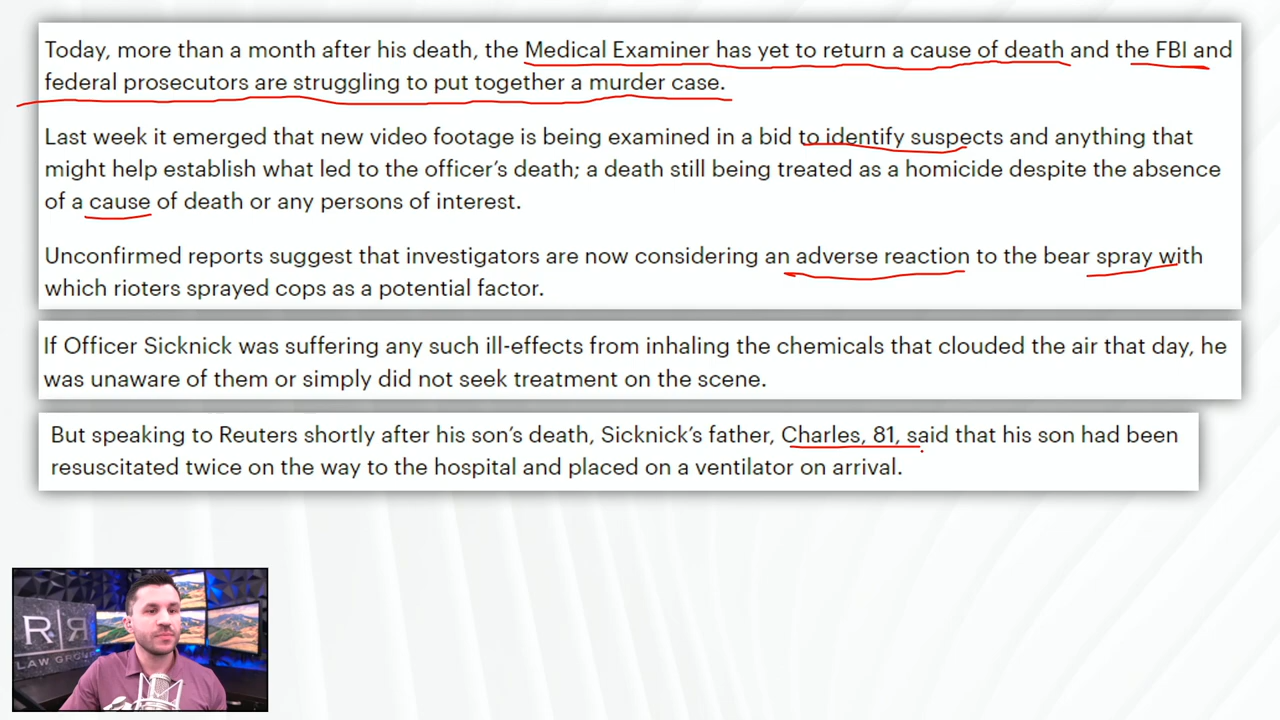 Today, more than a month after his death, the Medical Examiner has yet to return a cause of death and the FBI and
federal prosecutors are struggling to put together a murder case.
Last week it emerged that new video footage is being examined in a bid to identify suspects and anything that
might help establish what led to the officer's death; a death still being treated as a homicide despite the absence
of a cause of death or any persons of interest.
Unconfirmed reports suggest that investigators are now considering an adverse reaction to the bear spray with
which rioters sprayed cops as a potential factor.
If Officer Sicknick was suffering any such ill-effects from inhaling the chemicals that clouded the air that day, he
was unaware of them or simply did not seek treatment on the scene.
But speaking to Reuters shortly after his son's death, Sicknick's father, Charles, 81, said that his son had been
resuscitated twice on the way to the hospital and placed on a ventilator on arrival.
R|R
LAW GROU